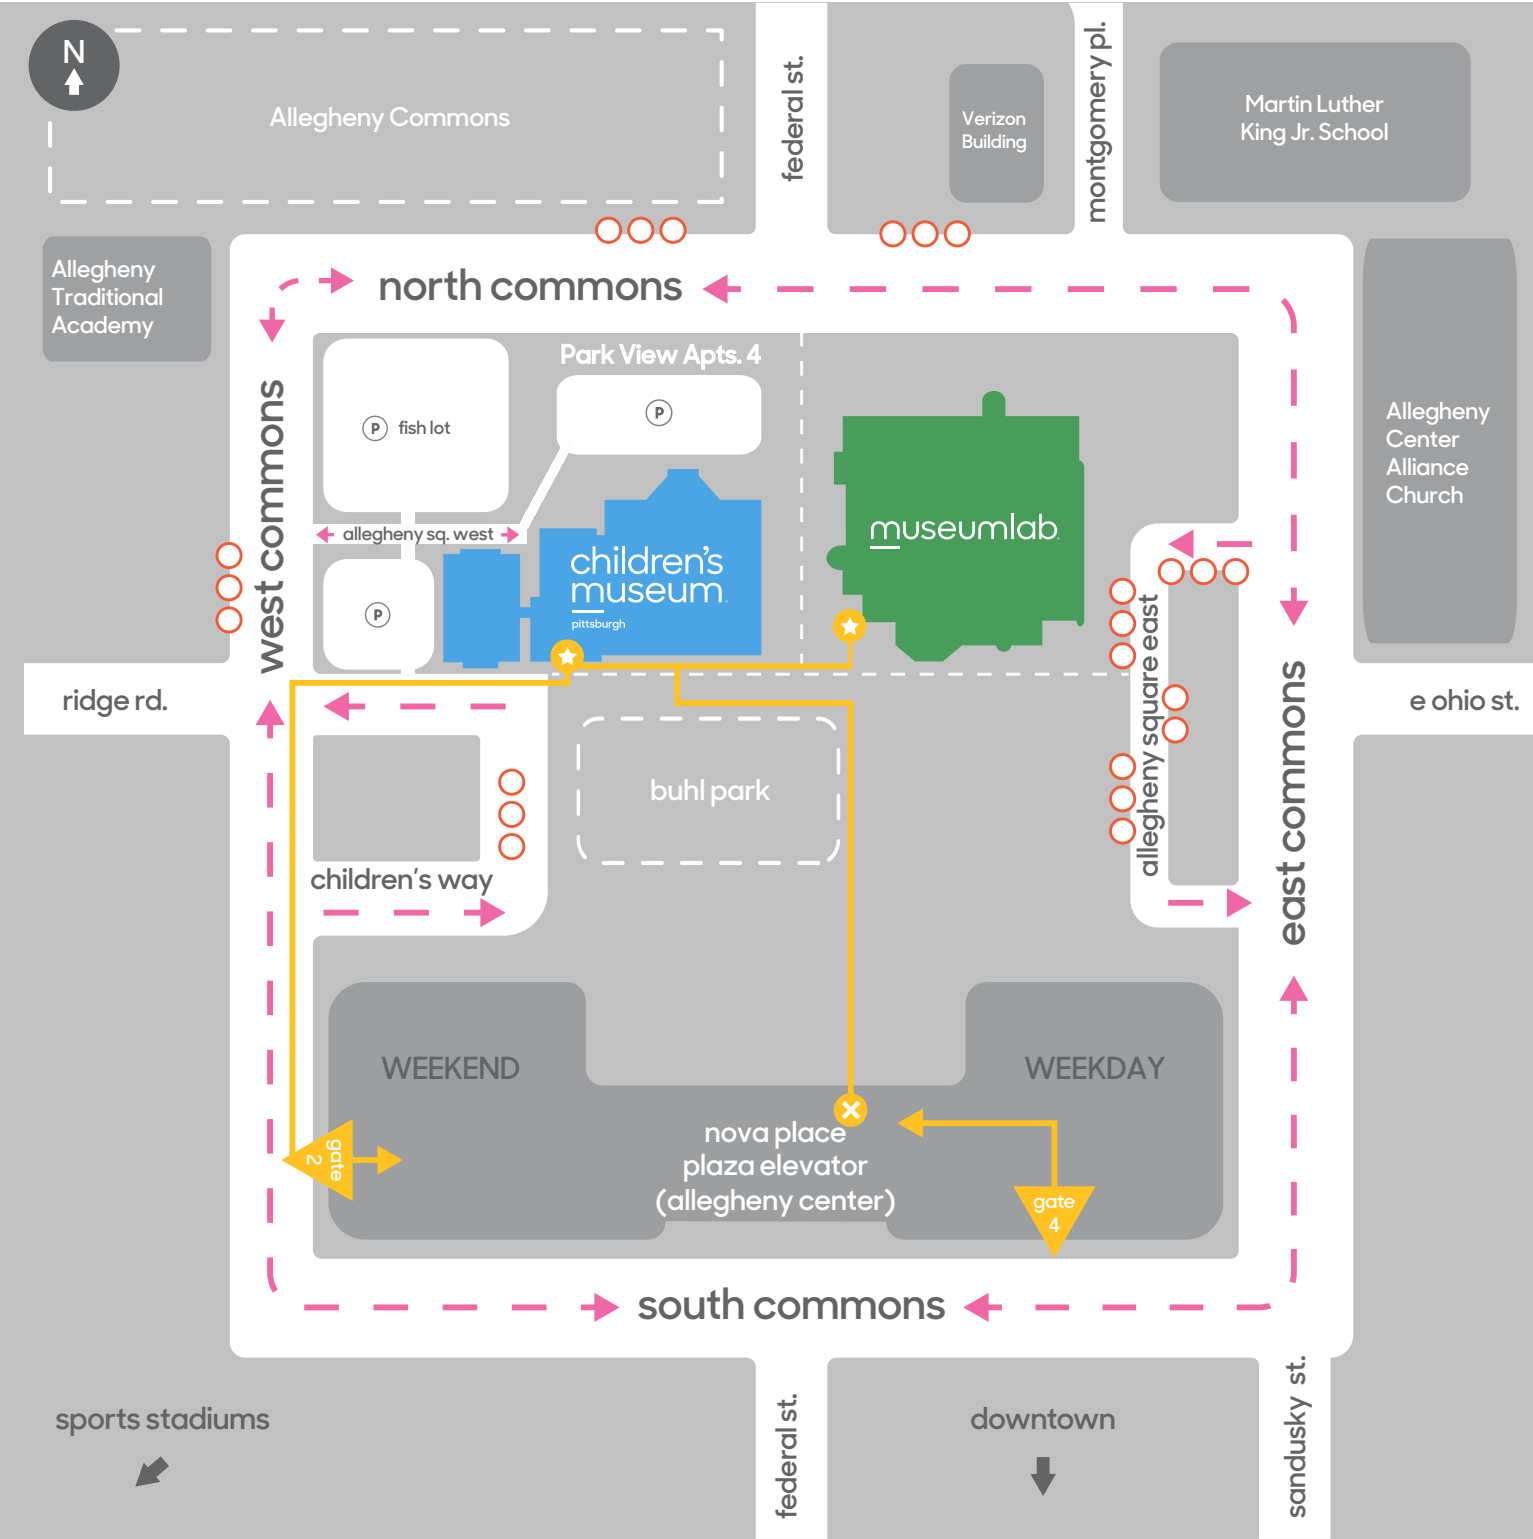 N
Allegheny Commons
federal st.
Verizon
Building
montgomery pl.
Martin Luther
King Jr. School
Allegheny
Traditional
Academy
north commons
Park View Apts. 4
P
P
fish lot
west commons
Allegheny
Center
Alliance
Church
allegheny sq. west
museumlab.
children's
museum™
pittsburgh
P
allegheny square east
ridge rd.
e ohio st.
east commons
buhl park
children's way
WEEKEND
WEEKDAY
nova place
plaza elevator
(allegheny center)
gate
2
gate
4
south commons
sports stadiums
federal st.
downtown
sandusky st.